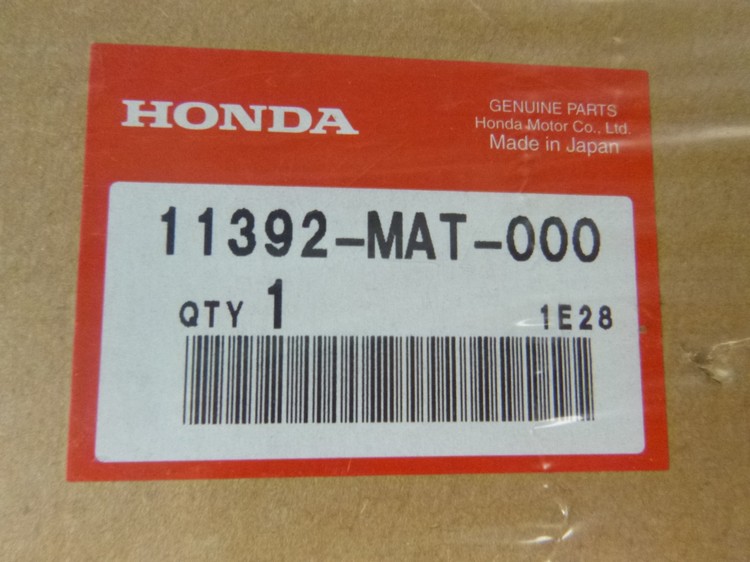 HONDA
GENUINE PARTS
Honda Motor Co., Ltd.
Made in Japan
11392-MAT-000
QTY 1 1E28